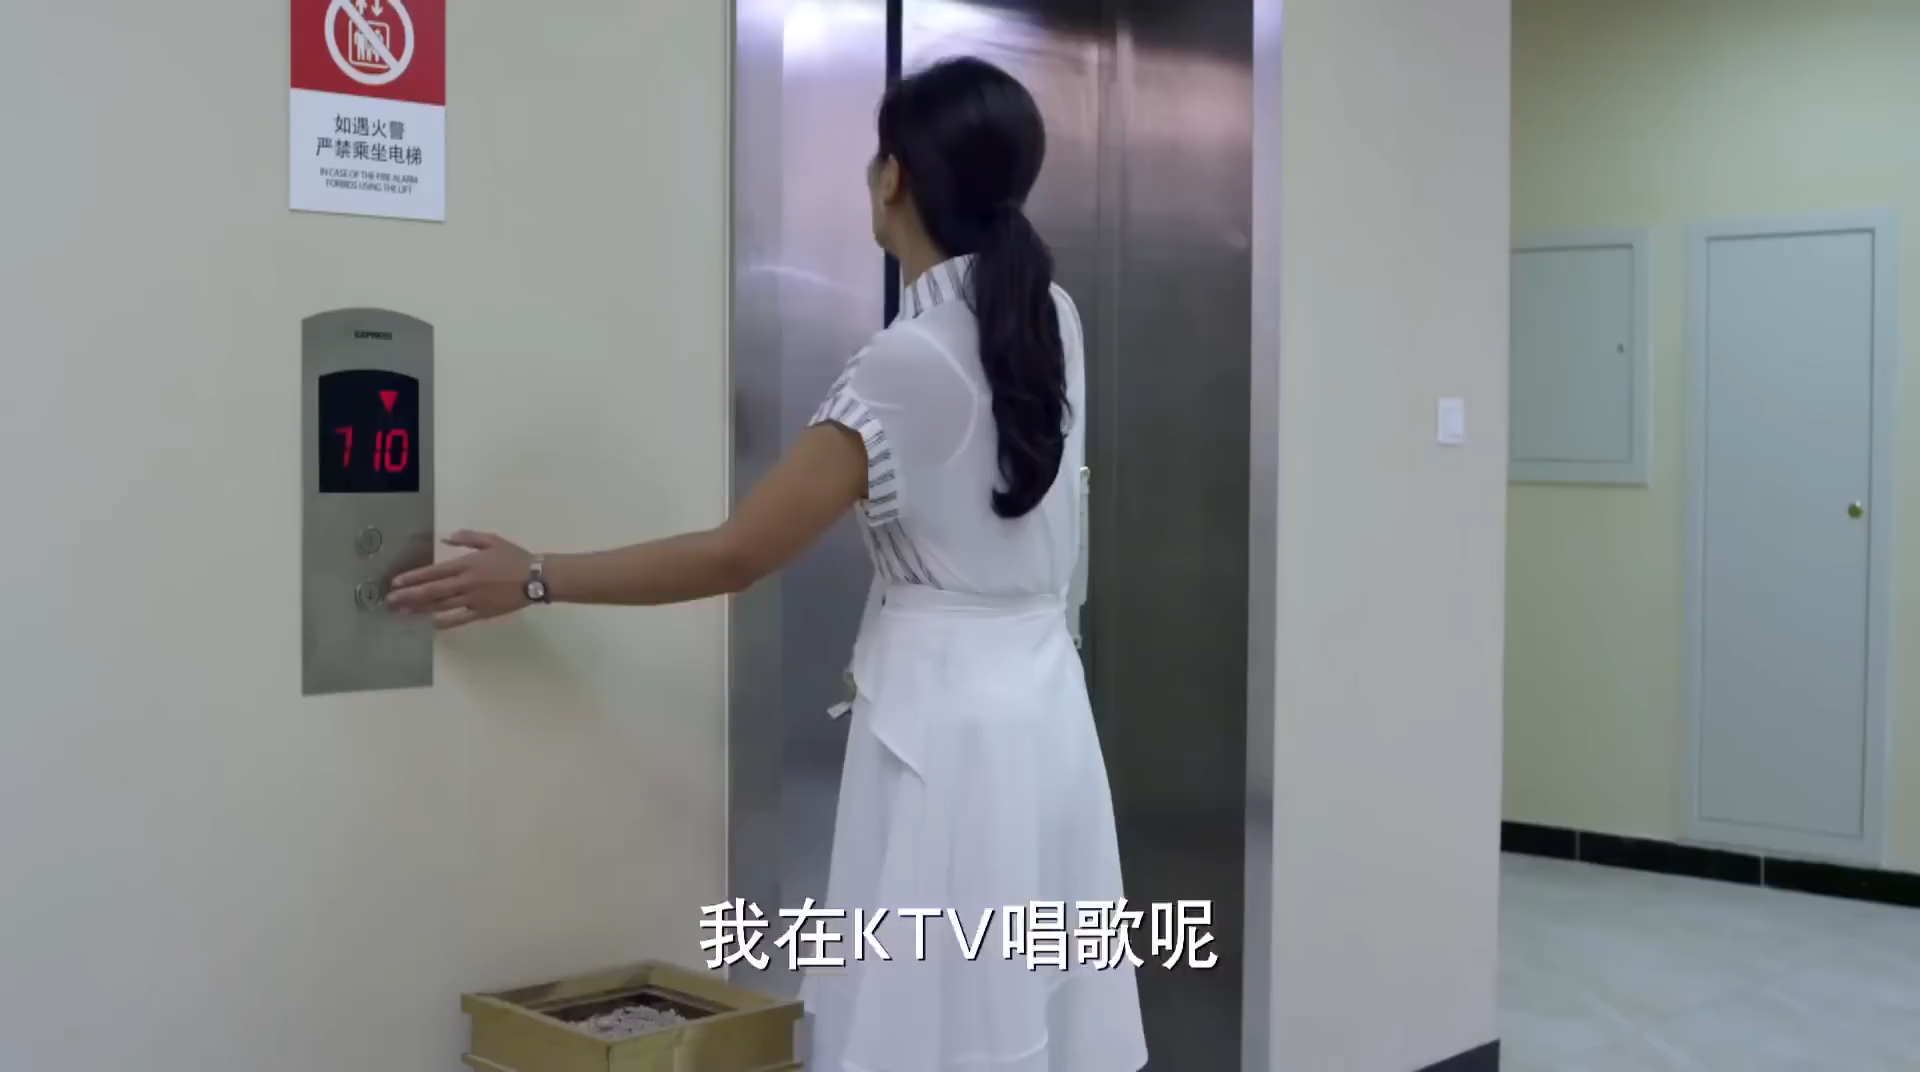 如遇火警
严禁乘坐电梯
IN CASE OF THE FIRE ALARM
FORBIDS USING THE LIFT
EXPRESS
710
我在KTV唱歌呢